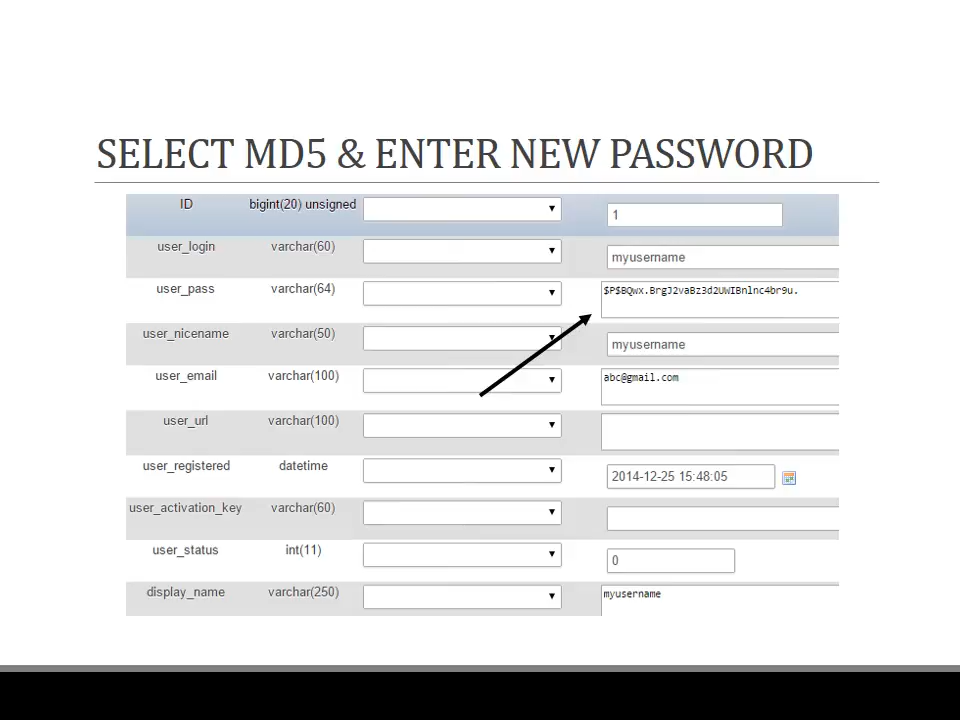 SELECT MD5 & ENTER NEW PASSWORD
ID bigint(20) unsigned 1
user_login varchar(60) myusername
user_pass varchar(64) $P$BQwx.BrgJ2vaBz3d2UWIBnlnc4br9u.
user_nicename varchar(50) myusername
user_email varchar(100) abc@gmail.com
user_url varchar(100)
user_registered datetime 2014-12-25 15:48:05
user_activation_key varchar(60)
user_status int(11) 0
display_name varchar(250) myusername